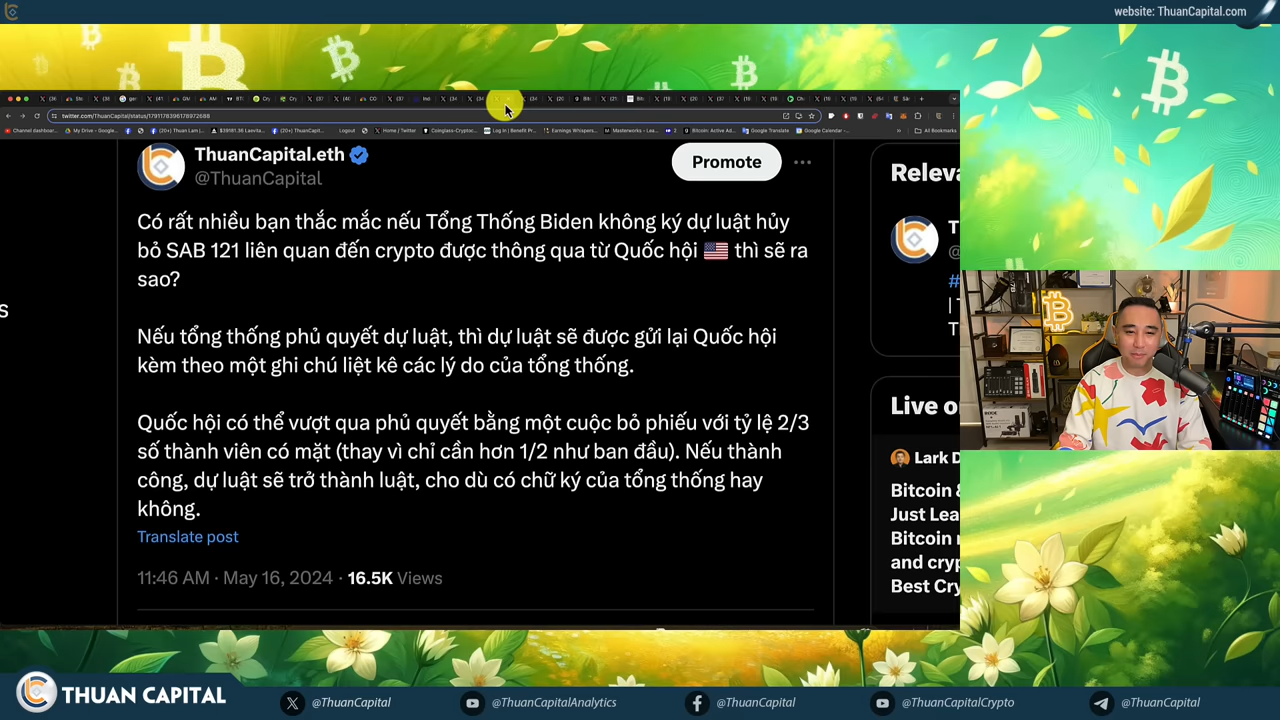 website: ThuanCapital.com
twitter.com/ThuanCapital/status/1791178396178972688
ThuanCapital.eth
@ThuanCapital
Promote
Có rất nhiều bạn thắc mắc nếu Tổng Thống Biden không ký dự luật hủy
bỏ SAB 121 liên quan đến crypto được thông qua từ Quốc hội 🇺🇸 thì sẽ ra
sao?
Nếu tổng thống phủ quyết dự luật, thì dự luật sẽ được gửi lại Quốc hội
kèm theo một ghi chú liệt kê các lý do của tổng thống.
Quốc hội có thể vượt qua phủ quyết bằng một cuộc bỏ phiếu với tỷ lệ 2/3
số thành viên có mặt (thay vì chỉ cần hơn 1/2 như ban đầu). Nếu thành
công, dự luật sẽ trở thành luật, cho dù có chữ ký của tổng thống hay
không.
Translate post
11:46 AM · May 16, 2024 · 16.5K Views
Releva
Live o
Lark D
Bitcoin &
Just Lea
Bitcoin
and cryp
Best Cry
THUAN CAPITAL
@ThuanCapital
@ThuanCapitalAnalytics
@ThuanCapital
@ThuanCapitalCrypto
@ThuanCapital